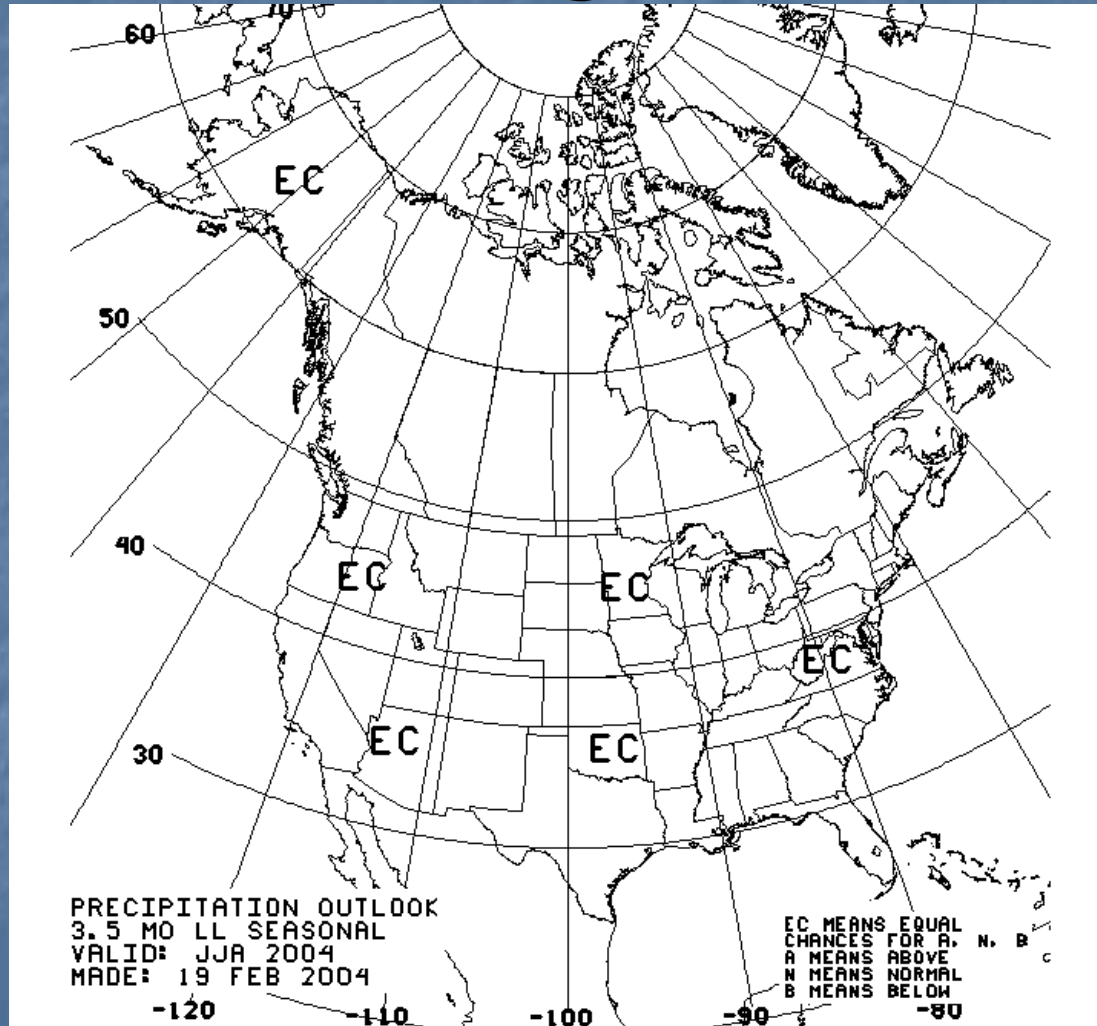 70
60
EC
50
40
EC
EC
EC
30
EC
EC
PRECIPITATION OUTLOOK
3.5 MO LL SEASONAL
VALID: JJA 2004
MADE: 19 FEB 2004
EC MEANS EQUAL
CHANCES FOR A, N, B
A MEANS ABOVE
N MEANS NORMAL
B MEANS BELOW
C
-120 -110 -100 -90 -80